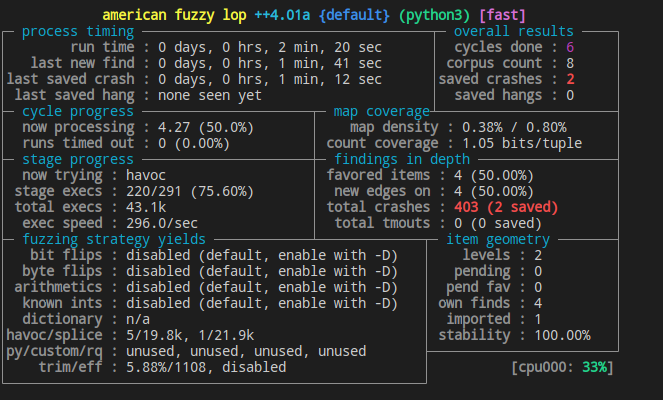 american fuzzy lop ++4.01a {default} (python3) [fast]
process timing overall results
run time : 0 days, 0 hrs, 2 min, 20 sec cycles done : 6
last new find : 0 days, 0 hrs, 1 min, 41 sec corpus count : 8
last saved crash : 0 days, 0 hrs, 1 min, 12 sec saved crashes : 2
last saved hang : none seen yet saved hangs : 0
cycle progress map coverage
now processing : 4.27 (50.0%) map density : 0.38% / 0.80%
runs timed out : 0 (0.00%) count coverage : 1.05 bits/tuple
stage progress findings in depth
now trying : havoc favored items : 4 (50.00%)
stage execs : 220/291 (75.60%) new edges on : 4 (50.00%)
total execs : 43.1k total crashes : 403 (2 saved)
exec speed : 296.0/sec total tmouts : 0 (0 saved)
fuzzing strategy yields item geometry
bit flips : disabled (default, enable with -D) levels : 2
byte flips : disabled (default, enable with -D) pending : 0
arithmetics : disabled (default, enable with -D) pend fav : 0
known ints : disabled (default, enable with -D) own finds : 4
dictionary : n/a imported : 1
havoc/splice : 5/19.8k, 1/21.9k stability : 100.00%
py/custom/rq : unused, unused, unused, unused
trim/eff : 5.88%/1108, disabled [cpu000: 33%]